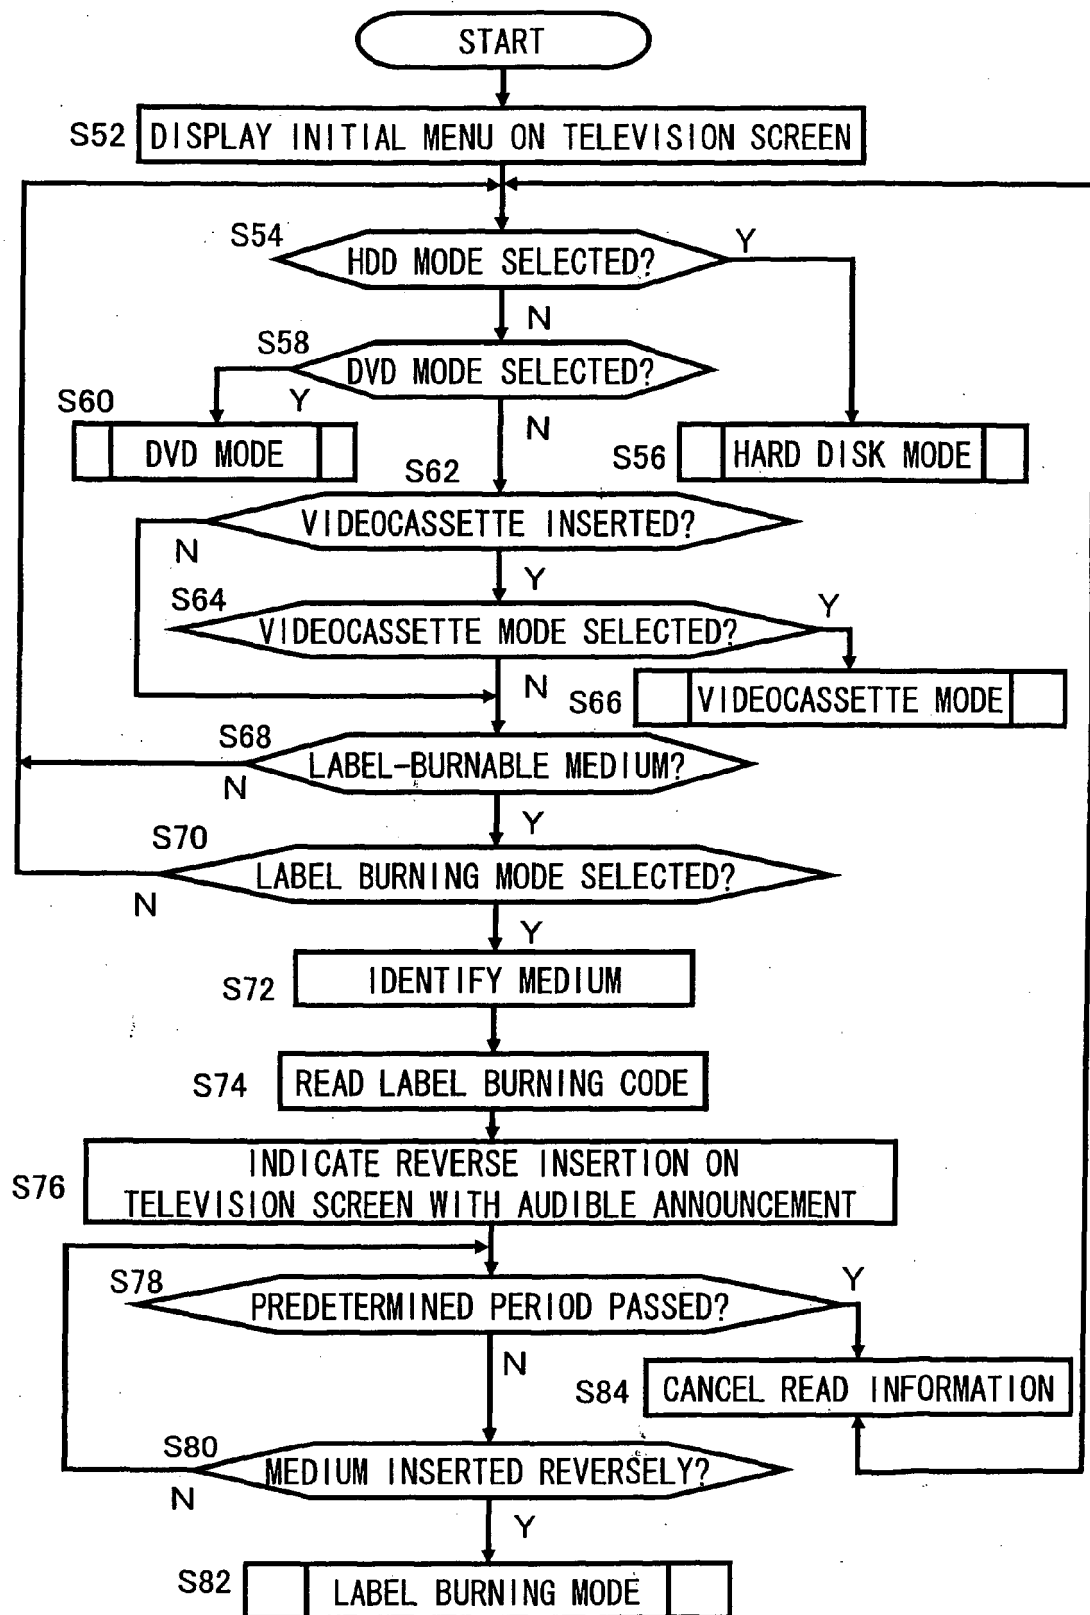 START
S52 DISPLAY INITIAL MENU ON TELEVISION SCREEN
S54 HDD MODE SELECTED? Y
N
S58 DVD MODE SELECTED?
Y
N
S60 DVD MODE
S56 HARD DISK MODE
S62 VIDEOCASSETTE INSERTED?
N
Y
S64 VIDEOCASSETTE MODE SELECTED? Y
N
S66 VIDEOCASSETTE MODE
S68 LABEL-BURNABLE MEDIUM?
N
Y
S70 LABEL BURNING MODE SELECTED?
N
Y
S72 IDENTIFY MEDIUM
S74 READ LABEL BURNING CODE
S76 INDICATE REVERSE INSERTION ON
TELEVISION SCREEN WITH AUDIBLE ANNOUNCEMENT
S78 PREDETERMINED PERIOD PASSED? Y
N
S84 CANCEL READ INFORMATION
S80 MEDIUM INSERTED REVERSELY?
N
Y
S82 LABEL BURNING MODE